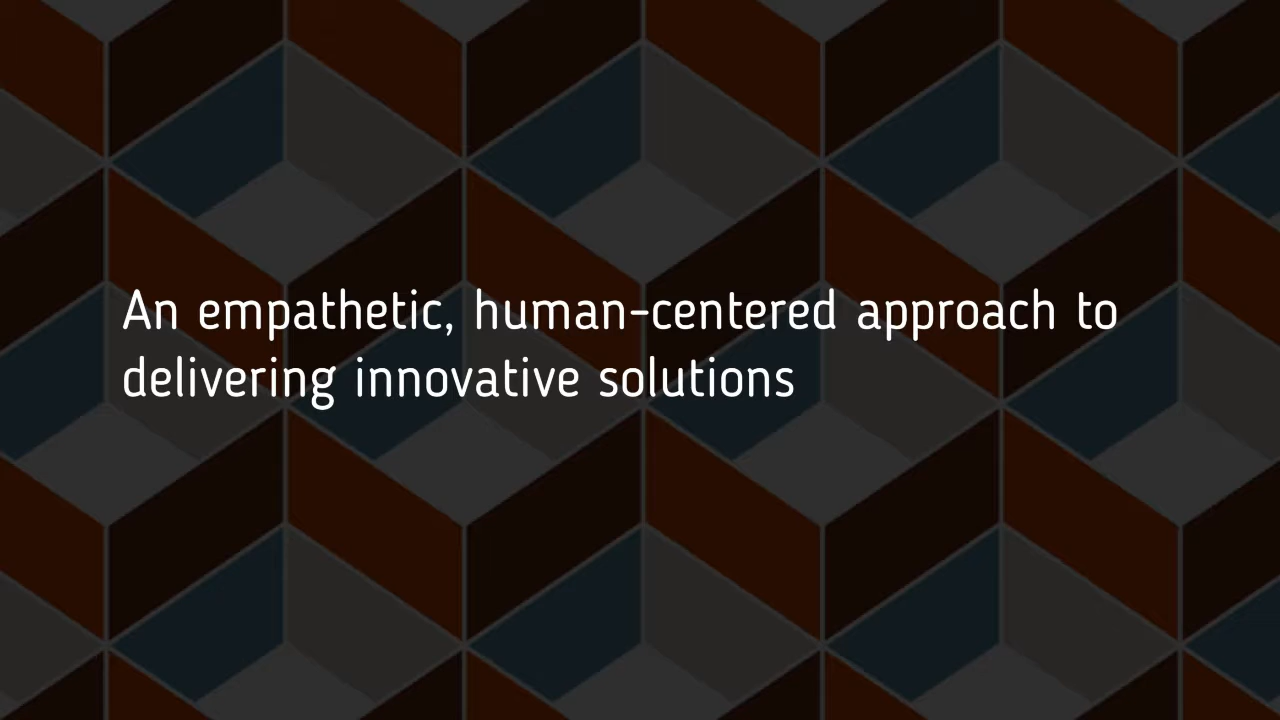 An empathetic, human-centered approach to
delivering innovative solutions